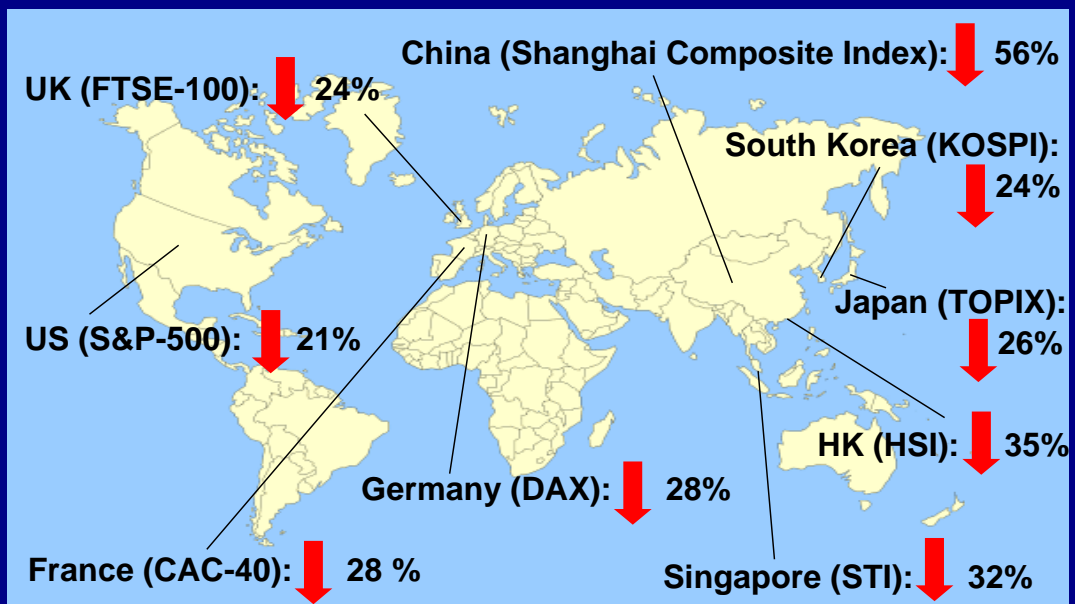 China (Shanghai Composite Index): 56%
UK (FTSE-100): 24%
South Korea (KOSPI):
24%
Japan (TOPIX):
26%
US (S&P-500): 21%
HK (HSI): 35%
Germany (DAX): 28%
France (CAC-40): 28 %
Singapore (STI): 32%